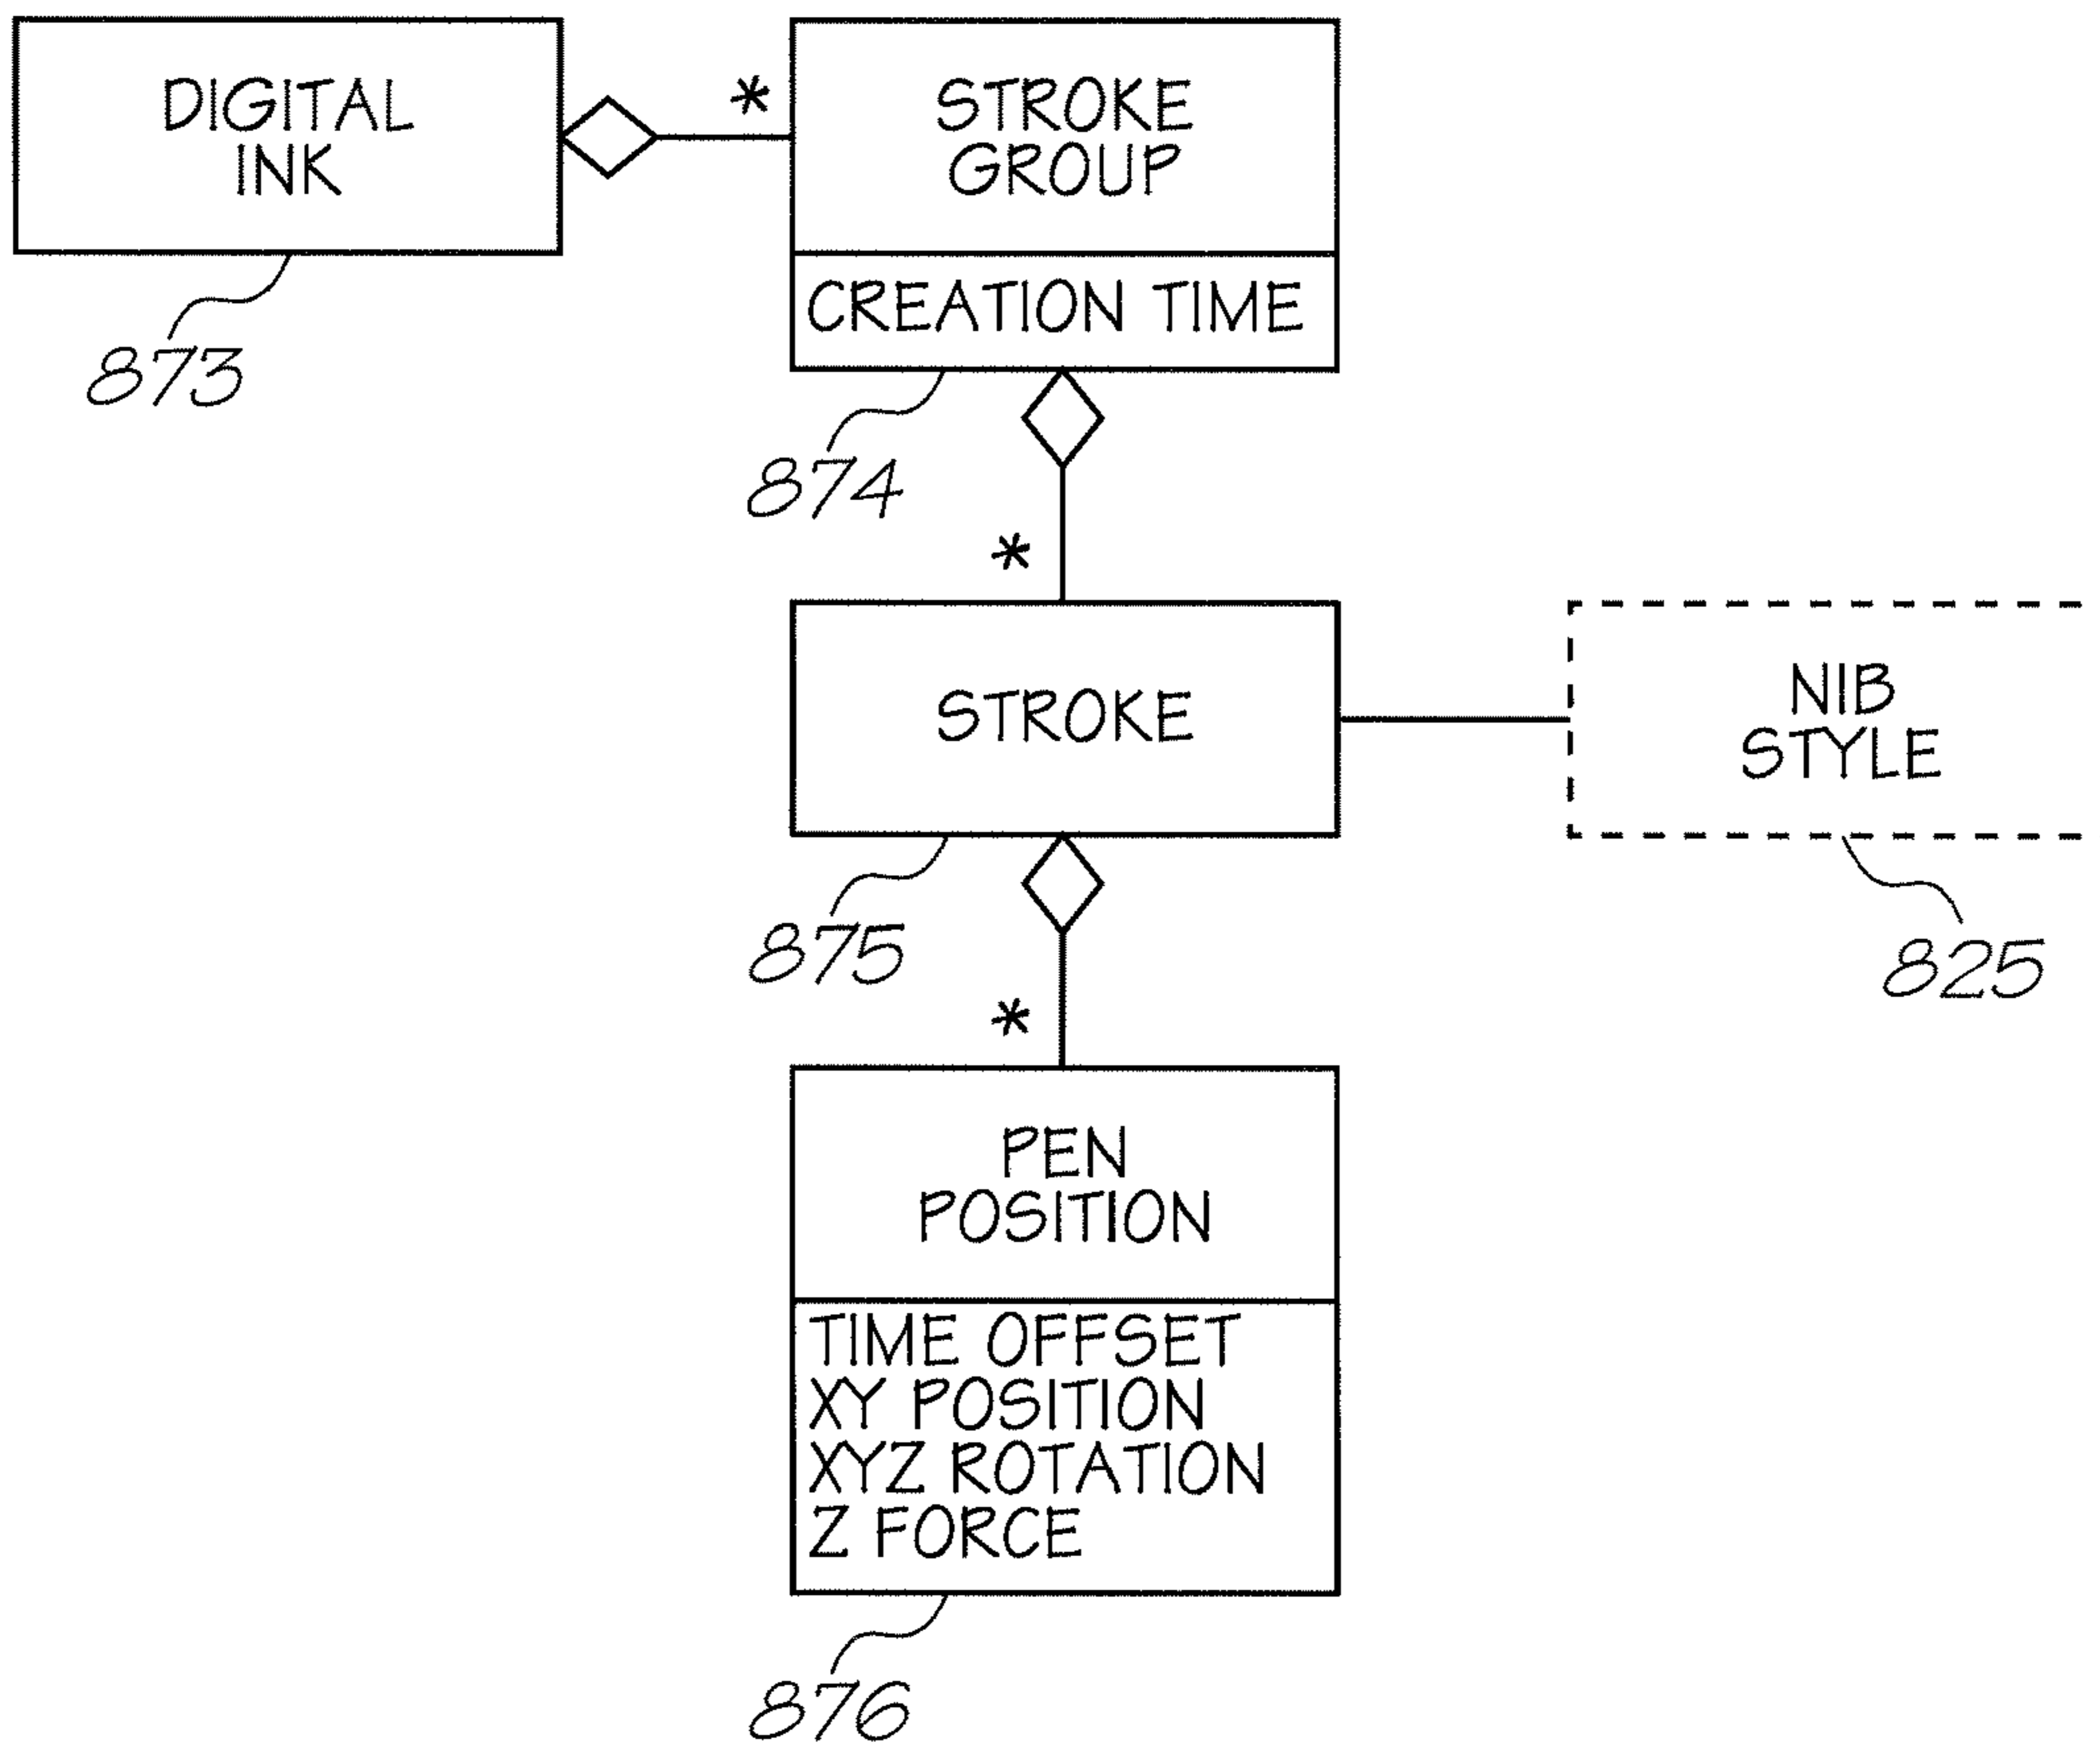 DIGITAL
INK
*
STROKE
GROUP
CREATION TIME
873
874
*
STROKE
NIB
STYLE
875
825
*
PEN
POSITION
TIME OFFSET
XY POSITION
XYZ ROTATION
Z FORCE
876